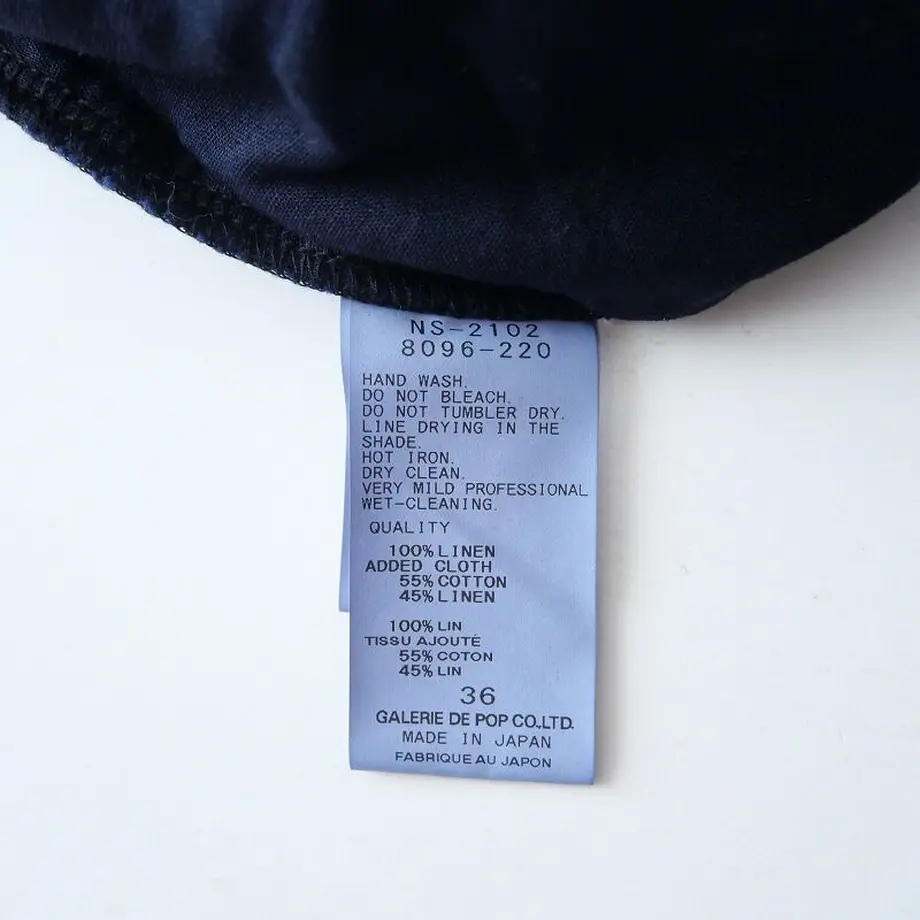 NS-2102
8096-220
HAND WASH.
DO NOT BLEACH.
DO NOT TUMBLER DRY.
LINE DRYING IN THE
SHADE.
HOT IRON.
DRY CLEAN.
VERY MILD PROFESSIONAL
WET-CLEANING.
QUALITY
100% LINEN
ADDED CLOTH
55% COTTON
45% LINEN
100% LIN
TISSU AJOUTÉ
55% COTON
45% LIN
36
GALERIE DE POP CO.,LTD.
MADE IN JAPAN
FABRIQUE AU JAPON